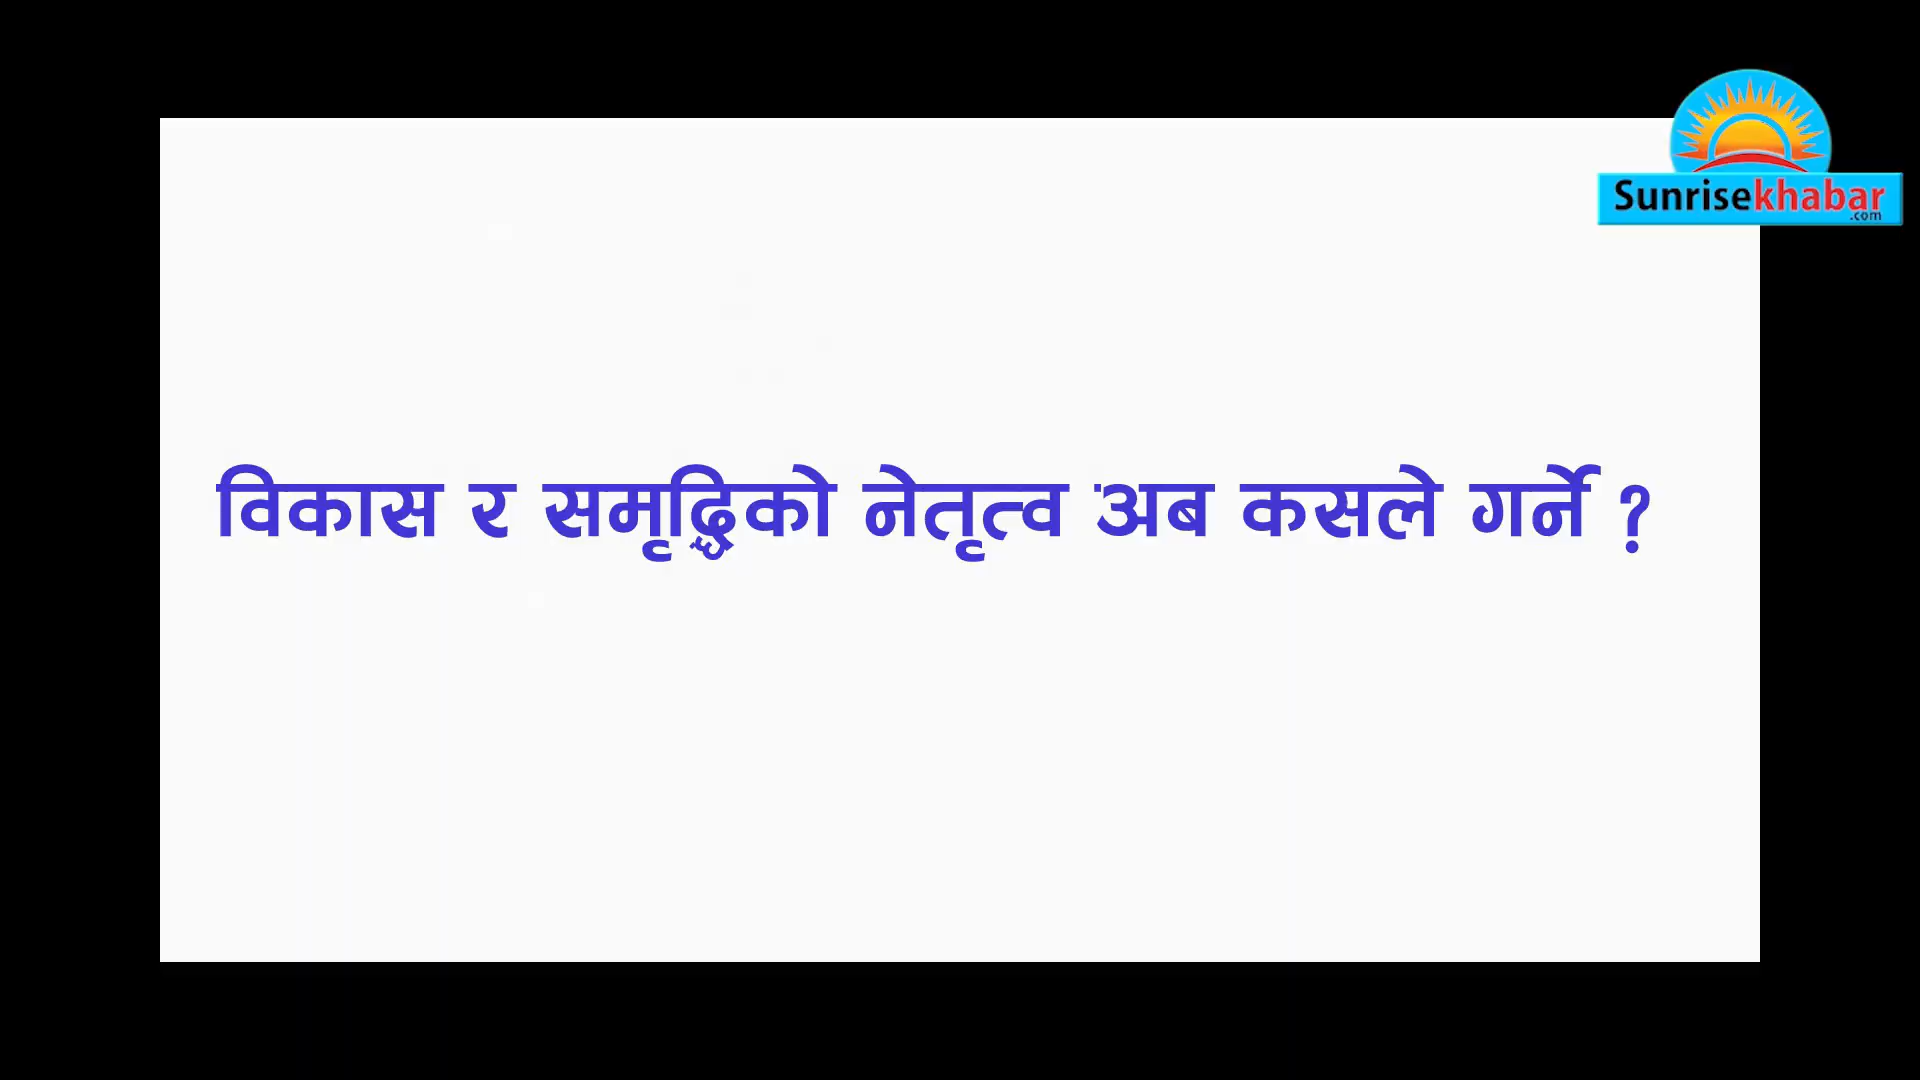 Sunrisekhabar
.com
विकास र समृद्धिको नेतृत्व अब कसले गर्ने ?